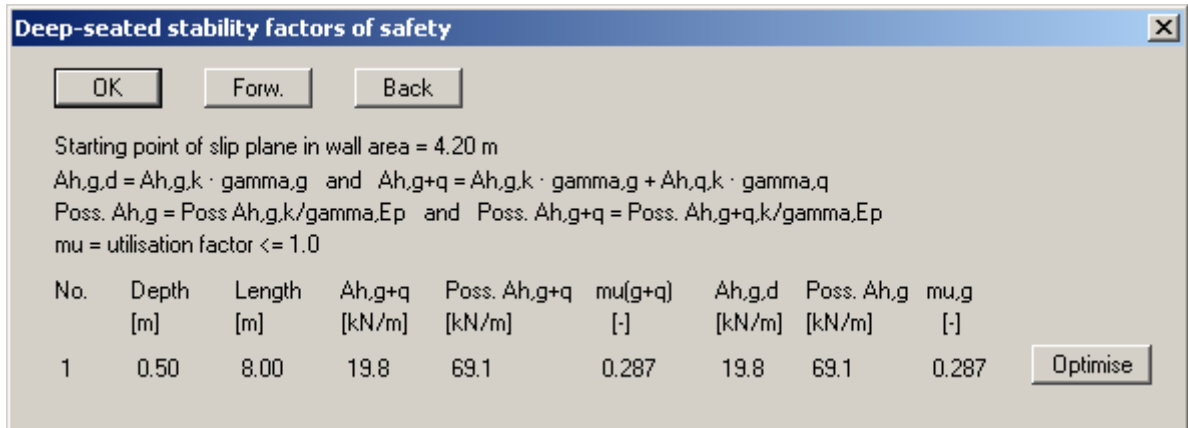 Deep-seated stability factors of safety
OK Forw. Back
Starting point of slip plane in wall area = 4.20 m
Ah,g,d = Ah,g,k · gamma,g and Ah,g+q = Ah,g,k · gamma,g + Ah,q,k · gamma,q
Poss. Ah,g = Poss Ah,g,k/gamma,Ep and Poss. Ah,g+q = Poss. Ah,g+q,k/gamma,Ep
mu = utilisation factor <= 1.0
No. Depth Length Ah,g+q Poss. Ah,g+q mu(g+q) Ah,g,d Poss. Ah,g mu,g
[m] [m] [kN/m] [kN/m] [-] [kN/m] [kN/m] [-]
1 0.50 8.00 19.8 69.1 0.287 19.8 69.1 0.287 Optimise